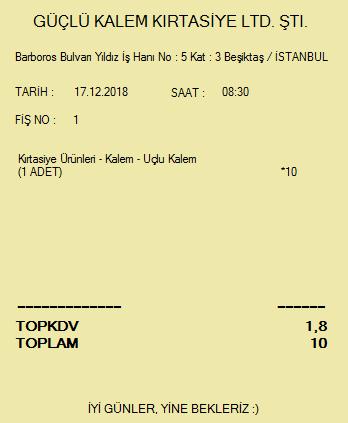 GÜÇLÜ KALEM KIRTASİYE LTD. ŞTI.
Barboros Bulvarı Yıldız İş Hanı No : 5 Kat : 3 Beşiktaş / İSTANBUL
TARİH : 17.12.2018 SAAT : 08:30
FİŞ NO : 1
Kırtasiye Ürünleri - Kalem - Uçlu Kalem
(1 ADET) *10
------------- ------
TOPKDV 1,8
TOPLAM 10
İYİ GÜNLER, YİNE BEKLERİZ :)